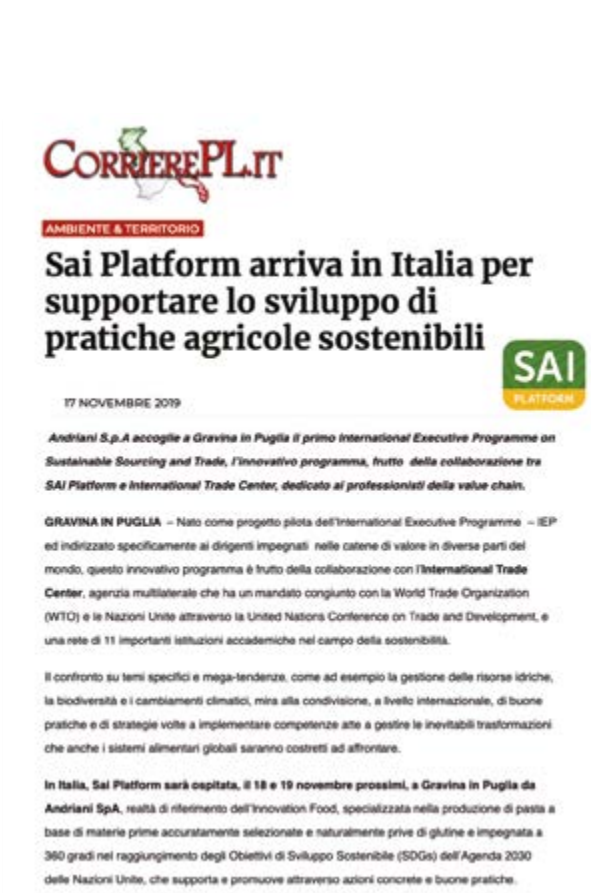 CORRIEREPL.IT
AMBIENTE & TERRITORIO
Sai Platform arriva in Italia per
supportare lo sviluppo di
pratiche agricole sostenibili
SAI
PLATFORM
17 NOVEMBRE 2019
Andriani S.p.A accoglie a Gravina in Puglia il primo International Executive Programme on
Sustainable Sourcing and Trade, l'innovativo programma, frutto della collaborazione tra
SAI Platform e International Trade Center, dedicato ai professionisti della value chain.
GRAVINA IN PUGLIA – Nato come progetto pilota dell'International Executive Programme – IEP
ed indirizzato specificamente ai dirigenti impegnati nelle catene di valore in diverse parti del
mondo, questo innovativo programma è frutto della collaborazione con l'International Trade
Center, agenzia multilaterale che ha un mandato congiunto con la World Trade Organization
(WTO) e le Nazioni Unite attraverso la United Nations Conference on Trade and Development, e
una rete di 11 importanti istituzioni accademiche nel campo della sostenibilità.
Il confronto su temi specifici e mega-tendenze, come ad esempio la gestione delle risorse idriche,
la biodiversità e i cambiamenti climatici, mira alla condivisione, a livello internazionale, di buone
pratiche e di strategie volte a implementare competenze atte a gestire le inevitabili trasformazioni
che anche i sistemi alimentari globali saranno costretti ad affrontare.
In Italia, Sai Platform sarà ospitata, il 18 e 19 novembre prossimi, a Gravina in Puglia da
Andriani SpA, realtà di riferimento dell'Innovation Food, specializzata nella produzione di pasta a
base di materie prime accuratamente selezionate e naturalmente prive di glutine e impegnata a
360 gradi nel raggiungimento degli Obiettivi di Sviluppo Sostenibile (SDGs) dell'Agenda 2030
delle Nazioni Unite, che supporta e promuove attraverso azioni concrete e buone pratiche.